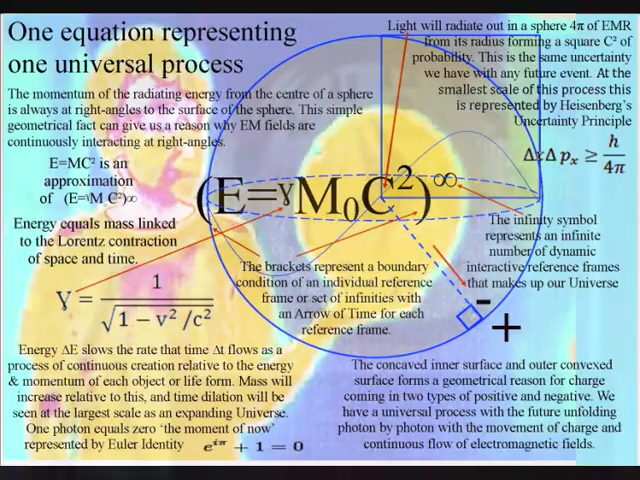 One equation representing
one universal process
The momentum of the radiating energy from the centre of a sphere
is always at right-angles to the surface of the sphere. This simple
geometrical fact can give us a reason why EM fields are
continuously interacting at right-angles.
E=MC² is an
approximation
of (E=ˠM C²)∞
Energy equals mass linked
to the Lorentz contraction
of space and time.
Ɣ = 1 / √(1 − v²/c²)
Light will radiate out in a sphere 4π of EMR
from its radius forming a square C² of
probability. This is the same uncertainty
we have with any future event. At the
smallest scale of this process this
is represented by Heisenberg's
Uncertainty Principle
Δx Δ pₓ ≥ h / 4π
(E=ɣM₀C²)∞
The infinity symbol
represents an infinite
number of dynamic
interactive reference frames
that makes up our Universe
The brackets represent a boundary
condition of an individual reference
frame or set of infinities with
an Arrow of Time for each
reference frame.
-
+
Energy ΔE slows the rate that time Δt flows as a
process of continuous creation relative to the energy
& momentum of each object or life form. Mass will
increase relative to this, and time dilation will be
seen at the largest scale as an expanding Universe.
One photon equals zero 'the moment of now'
represented by Euler Identity e^{iπ} + 1 = 0
The concaved inner surface and outer convexed
surface forms a geometrical reason for charge
coming in two types of positive and negative. We
have a universal process with the future unfolding
photon by photon with the movement of charge and
continuous flow of electromagnetic fields.